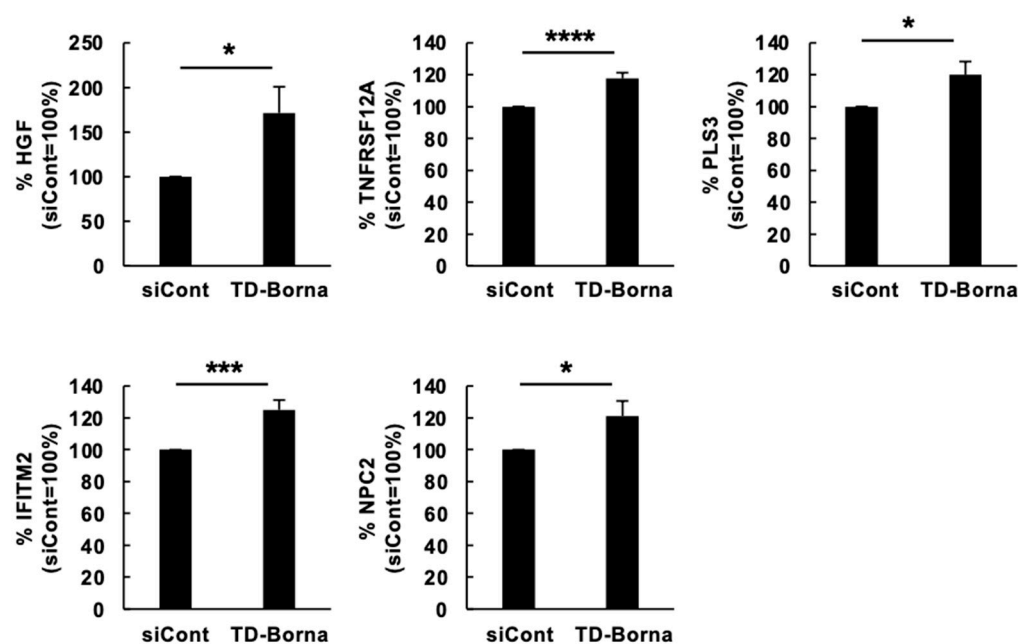 % HGF
(siCont=100%)
250
200
150
100
50
0
*
siCont TD-Borna
% TNFRSF12A
(siCont=100%)
140
120
100
80
60
40
20
0
****
siCont TD-Borna
% PLS3
(siCont=100%)
140
120
100
80
60
40
20
0
*
siCont TD-Borna
% IFITM2
(siCont=100%)
140
120
100
80
60
40
20
0
***
siCont TD-Borna
% NPC2
(siCont=100%)
140
120
100
80
60
40
20
0
*
siCont TD-Borna